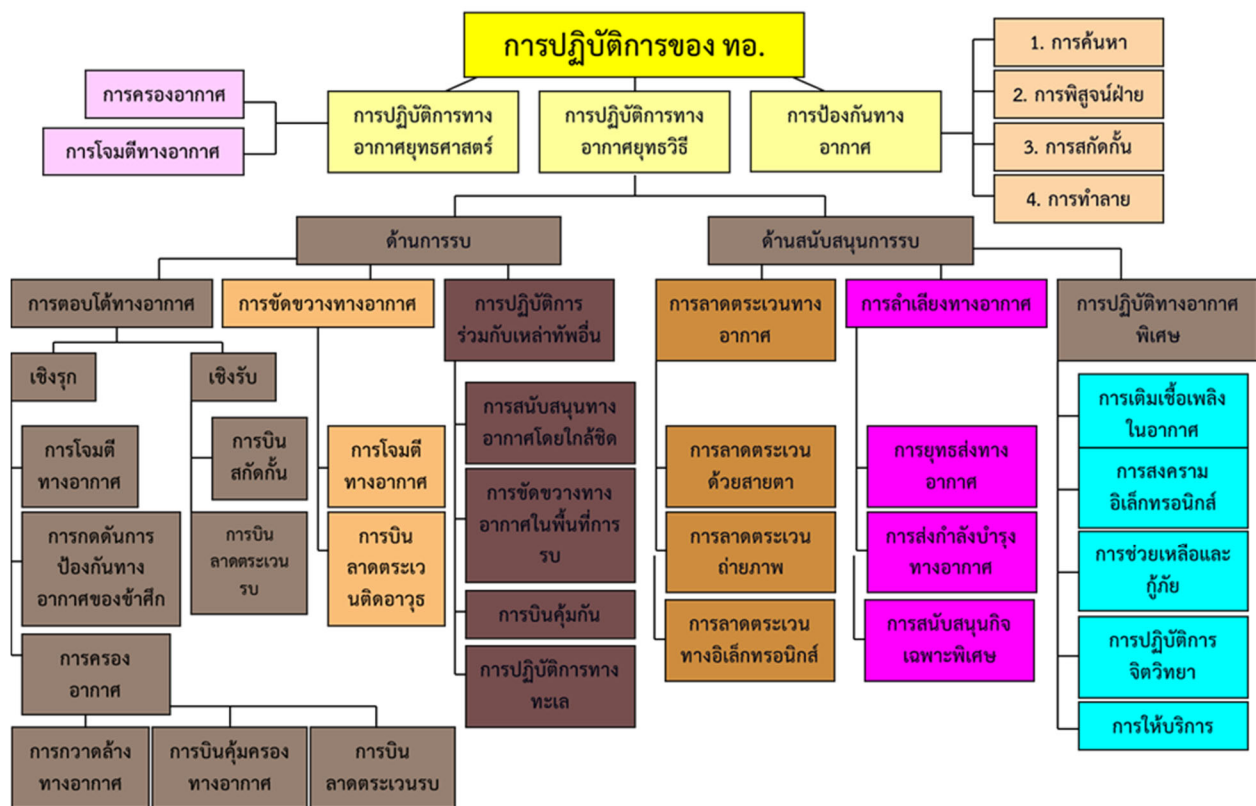 การปฏิบัติการของ ทอ.
การครองอากาศ
การโจมตีทางอากาศ
การปฏิบัติการทาง
อากาศยุทธศาสตร์
การปฏิบัติการทาง
อากาศยุทธวิธี
การป้องกันทาง
อากาศ
1. การค้นหา
2. การพิสูจน์ฝ่าย
3. การสกัดกั้น
4. การทำลาย
ด้านการรบ
ด้านสนับสนุนการรบ
การตอบโต้ทางอากาศ
การขัดขวางทางอากาศ
การปฏิบัติการ
ร่วมกับเหล่าทัพอื่น
การลาดตระเวนทาง
อากาศ
การลำเลียงทางอากาศ
การปฏิบัติทางอากาศ
พิเศษ
เชิงรุก
เชิงรับ
การโจมตี
ทางอากาศ
การกดดันการ
ป้องกันทาง
อากาศของข้าศึก
การครอง
อากาศ
การกวาดล้าง
ทางอากาศ
การบินคุ้มครอง
ทางอากาศ
การบิน
ลาดตระเวนรบ
การบิน
สกัดกั้น
การบิน
ลาดตระเวน
รบ
การโจมตี
ทางอากาศ
การบิน
ลาดตระเว
นติดอาวุธ
การสนับสนุนทาง
อากาศโดยใกล้ชิด
การขัดขวางทาง
อากาศในพื้นที่การ
รบ
การบินคุ้มกัน
การปฏิบัติการทาง
ทะเล
การลาดตระเวน
ด้วยสายตา
การลาดตระเวน
ถ่ายภาพ
การลาดตระเวน
ทางอิเล็กทรอนิกส์
การยุทธส่งทาง
อากาศ
การส่งกำลังบำรุง
ทางอากาศ
การสนับสนุนกิจ
เฉพาะพิเศษ
การเติมเชื้อเพลิง
ในอากาศ
การสงคราม
อิเล็กทรอนิกส์
การช่วยเหลือและ
กู้ภัย
การปฏิบัติการ
จิตวิทยา
การให้บริการ